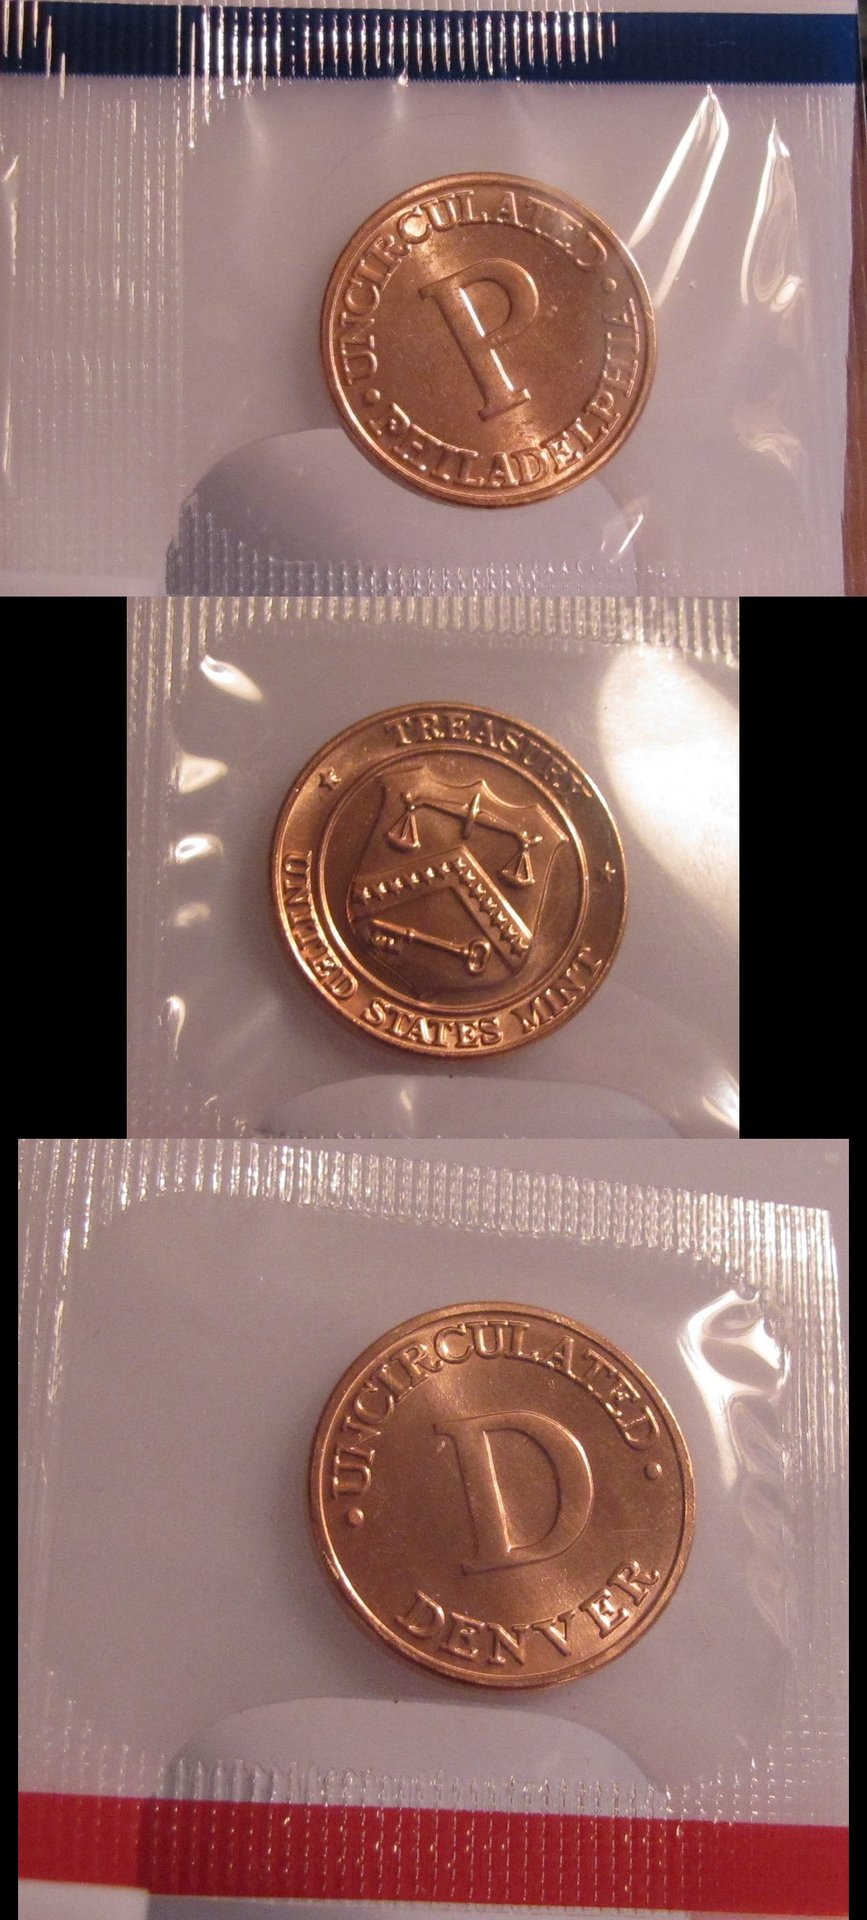 · UNCIRCULATED ·
P
PHILADELPHIA
TREASURY
UNITED STATES MINT
· UNCIRCULATED ·
D
DENVER